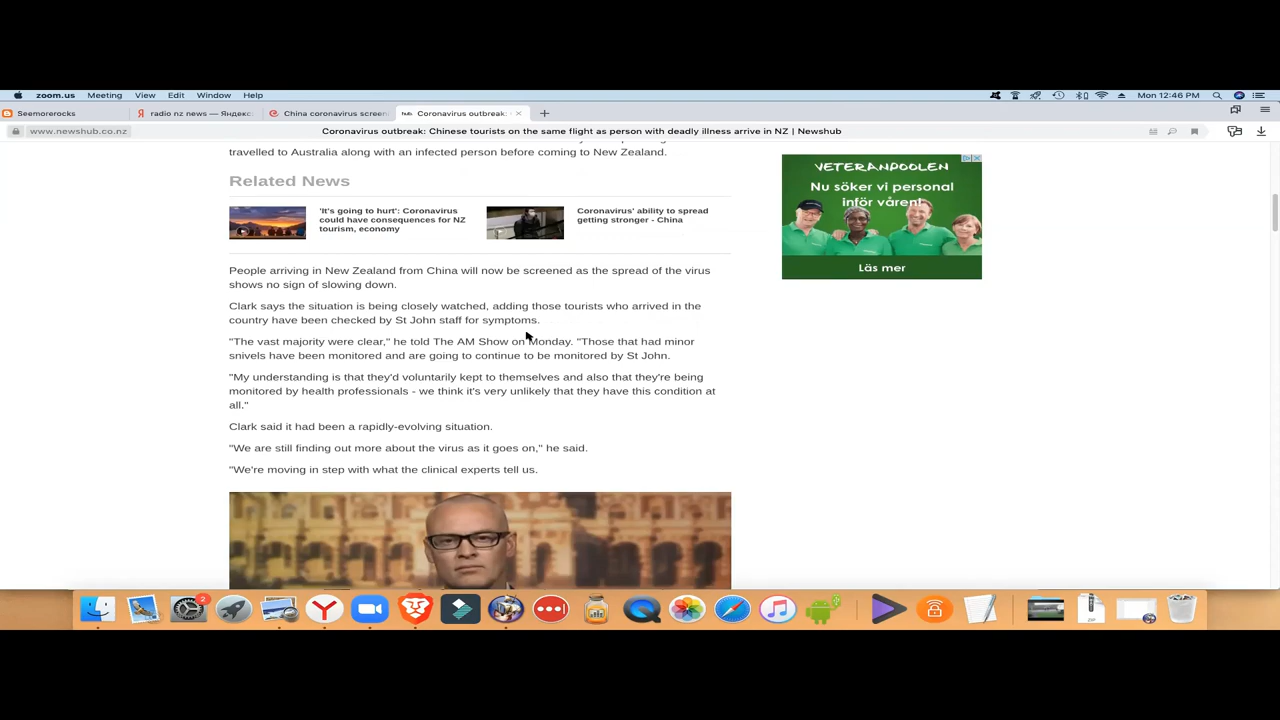 zoom.us Meeting View Edit Window Help Mon 12:46 PM
Seemorerocks radio nz news — Яндекс China coronavirus screen Coronavirus outbreak:
www.newshub.co.nz Coronavirus outbreak: Chinese tourists on the same flight as person with deadly illness arrive in NZ | Newshub
travelled to Australia along with an infected person before coming to New Zealand.
Related News
'It's going to hurt': Coronavirus
could have consequences for NZ
tourism, economy
Coronavirus' ability to spread
getting stronger - China
People arriving in New Zealand from China will now be screened as the spread of the virus
shows no sign of slowing down.
Clark says the situation is being closely watched, adding those tourists who arrived in the
country have been checked by St John staff for symptoms.
"The vast majority were clear," he told The AM Show on Monday. "Those that had minor
snivels have been monitored and are going to continue to be monitored by St John.
"My understanding is that they'd voluntarily kept to themselves and also that they're being
monitored by health professionals - we think it's very unlikely that they have this condition at
all."
Clark said it had been a rapidly-evolving situation.
"We are still finding out more about the virus as it goes on," he said.
"We're moving in step with what the clinical experts tell us.
VETERANPOOLEN
Nu söker vi personal
inför våren!
Läs mer
2
ZIP